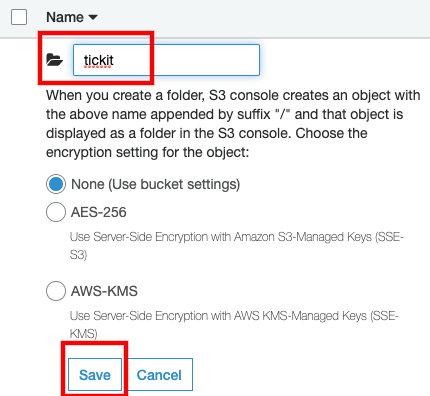 Name
tickit
When you create a folder, S3 console creates an object with
the above name appended by suffix "/" and that object is
displayed as a folder in the S3 console. Choose the
encryption setting for the object:
None (Use bucket settings)
AES-256
Use Server-Side Encryption with Amazon S3-Managed Keys (SSE-
S3)
AWS-KMS
Use Server-Side Encryption with AWS KMS-Managed Keys (SSE-
KMS)
Save Cancel